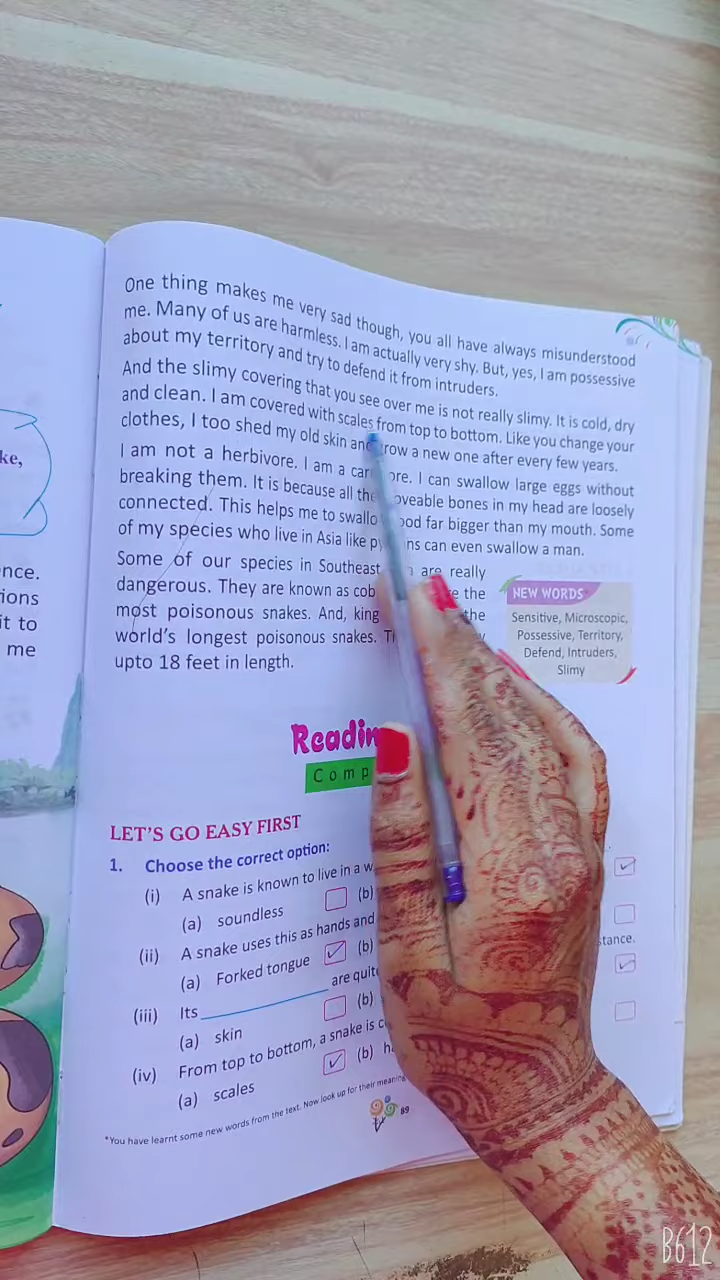 One thing makes me very sad though, you all have always misunderstood
me. Many of us are harmless. I am actually very shy. But, yes, I am possessive
about my territory and try to defend it from intruders.
And the slimy covering that you see over me is not really slimy. It is cold, dry
and clean. I am covered with scales from top to bottom. Like you change your
clothes, I too shed my old skin and grow a new one after every few years.
I am not a herbivore. I am a car ore. I can swallow large eggs without
breaking them. It is because all the oveable bones in my head are loosely
connected. This helps me to swallo ood far bigger than my mouth. Some
of my species who live in Asia like py ns can even swallow a man.
Some of our species in Southeast are really
dangerous. They are known as cob the
most poisonous snakes. And, king the
world's longest poisonous snakes.
upto 18 feet in length.
NEW WORDS
Sensitive, Microscopic,
Possessive, Territory,
Defend, Intruders,
Slimy
ke,
nce.
ions
it to
me
Readin
Comp
LET'S GO EASY FIRST
1. Choose the correct option:
(i) A snake is known to live in a w
(a) soundless (b)
(ii) A snake uses this as hands and stance.
(a) Forked tongue (b)
(iii) Its are quit
(a) skin (b)
(iv) From top to bottom, a snake is c
(a) scales (b) h
*You have learnt some new words from the text. Now look up for their meaning
89
B612